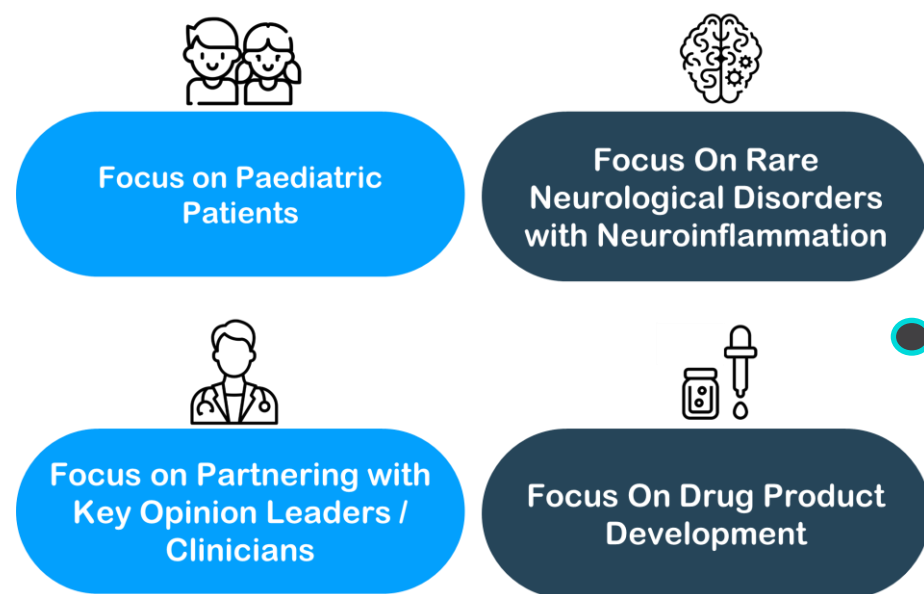 Focus on Paediatric
Patients
Focus On Rare
Neurological Disorders
with Neuroinflammation
Focus on Partnering with
Key Opinion Leaders /
Clinicians
Focus On Drug Product
Development